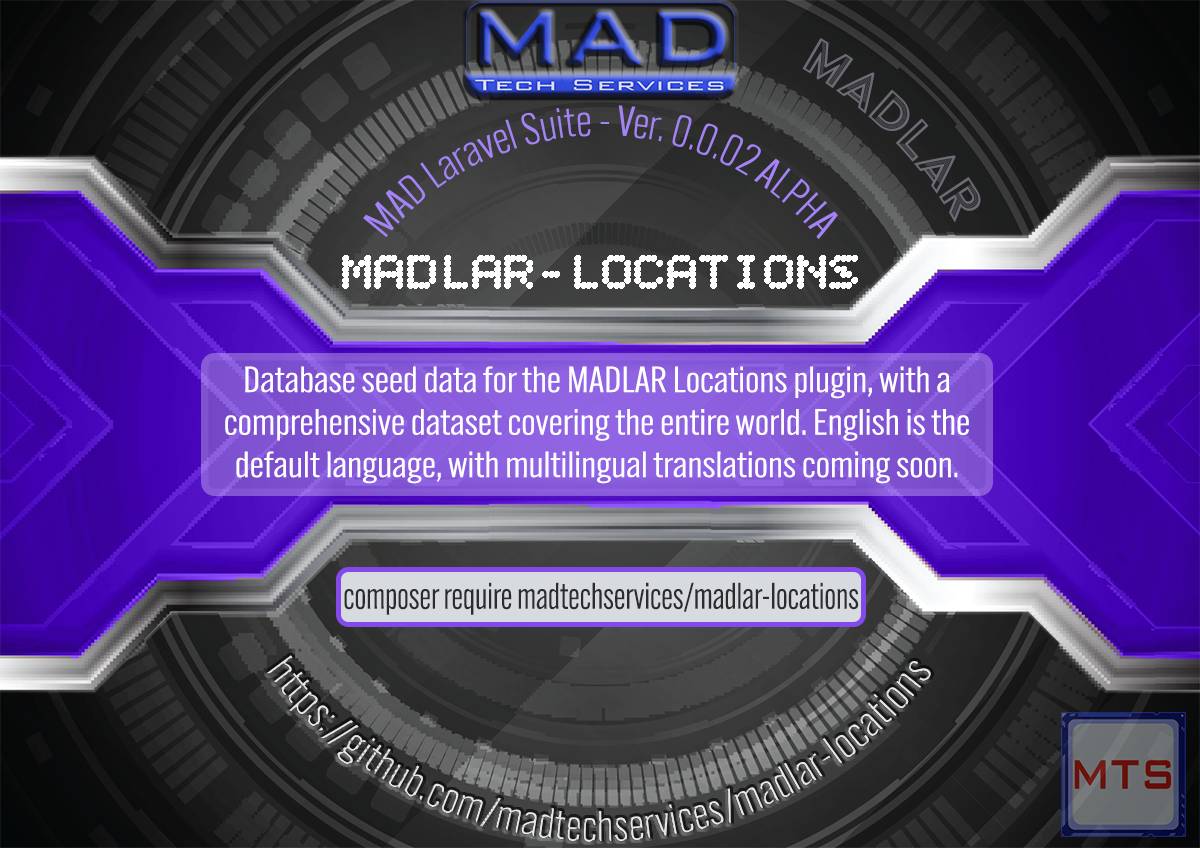 MAD
TECH SERVICES
MADLAR
MAD Laravel Suite - Ver. 0.0.02 ALPHA
MADLAR-LOCATIONS
Database seed data for the MADLAR Locations plugin, with a
comprehensive dataset covering the entire world. English is the
default language, with multilingual translations coming soon.
composer require madtechservices/madlar-locations
https://github.com/madtechservices/madlar-locations
MTS